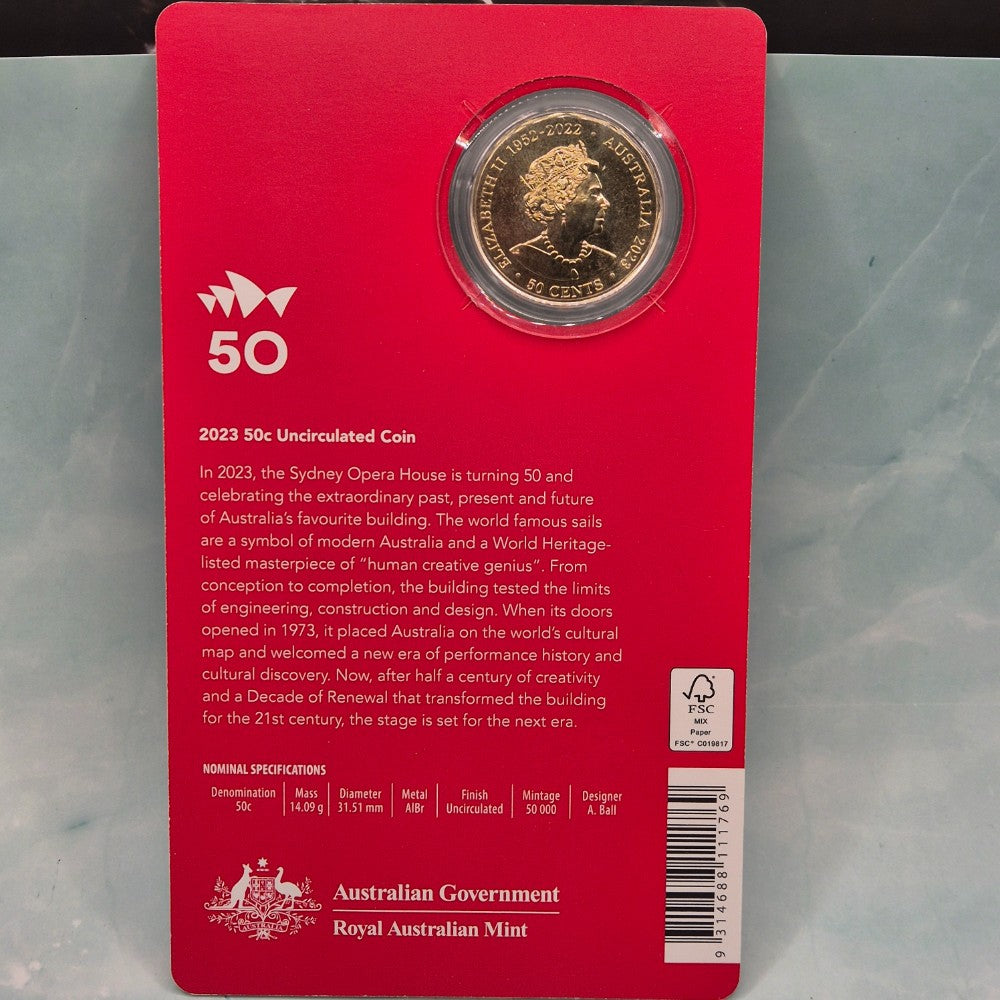 ELIZABETH II 1952-2022 • AUSTRALIA 2023
• 50 CENTS •
50
2023 50c Uncirculated Coin
In 2023, the Sydney Opera House is turning 50 and
celebrating the extraordinary past, present and future
of Australia's favourite building. The world famous sails
are a symbol of modern Australia and a World Heritage-
listed masterpiece of "human creative genius". From
conception to completion, the building tested the limits
of engineering, construction and design. When its doors
opened in 1973, it placed Australia on the world's cultural
map and welcomed a new era of performance history and
cultural discovery. Now, after half a century of creativity
and a Decade of Renewal that transformed the building
for the 21st century, the stage is set for the next era.
FSC
MIX
Paper
FSC® C019817
NOMINAL SPECIFICATIONS
Denomination Mass Diameter Metal Finish Mintage Designer
50c 14.09 g 31.51 mm AlBr Uncirculated 50 000 A. Ball
AUSTRALIA
Australian Government
Royal Australian Mint
9 314688 111769